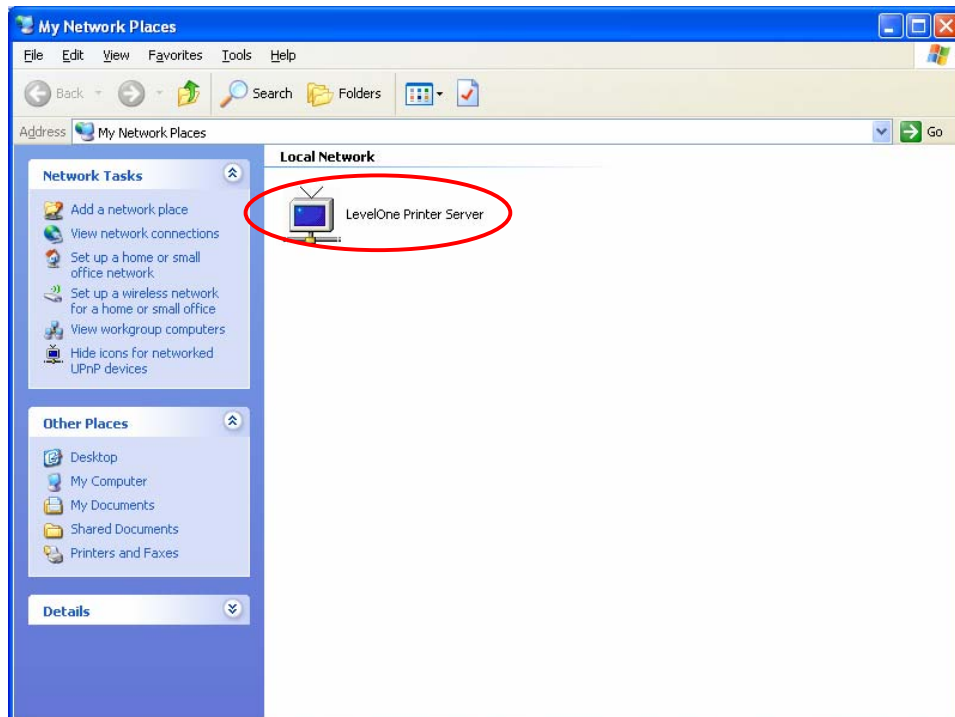 My Network Places
File Edit View Favorites Tools Help
Back Search Folders
Address My Network Places Go
Network Tasks
Add a network place
View network connections
Set up a home or small
office network
Set up a wireless network
for a home or small office
View workgroup computers
Hide icons for networked
UPnP devices
Other Places
Desktop
My Computer
My Documents
Shared Documents
Printers and Faxes
Details
Local Network
LevelOne Printer Server